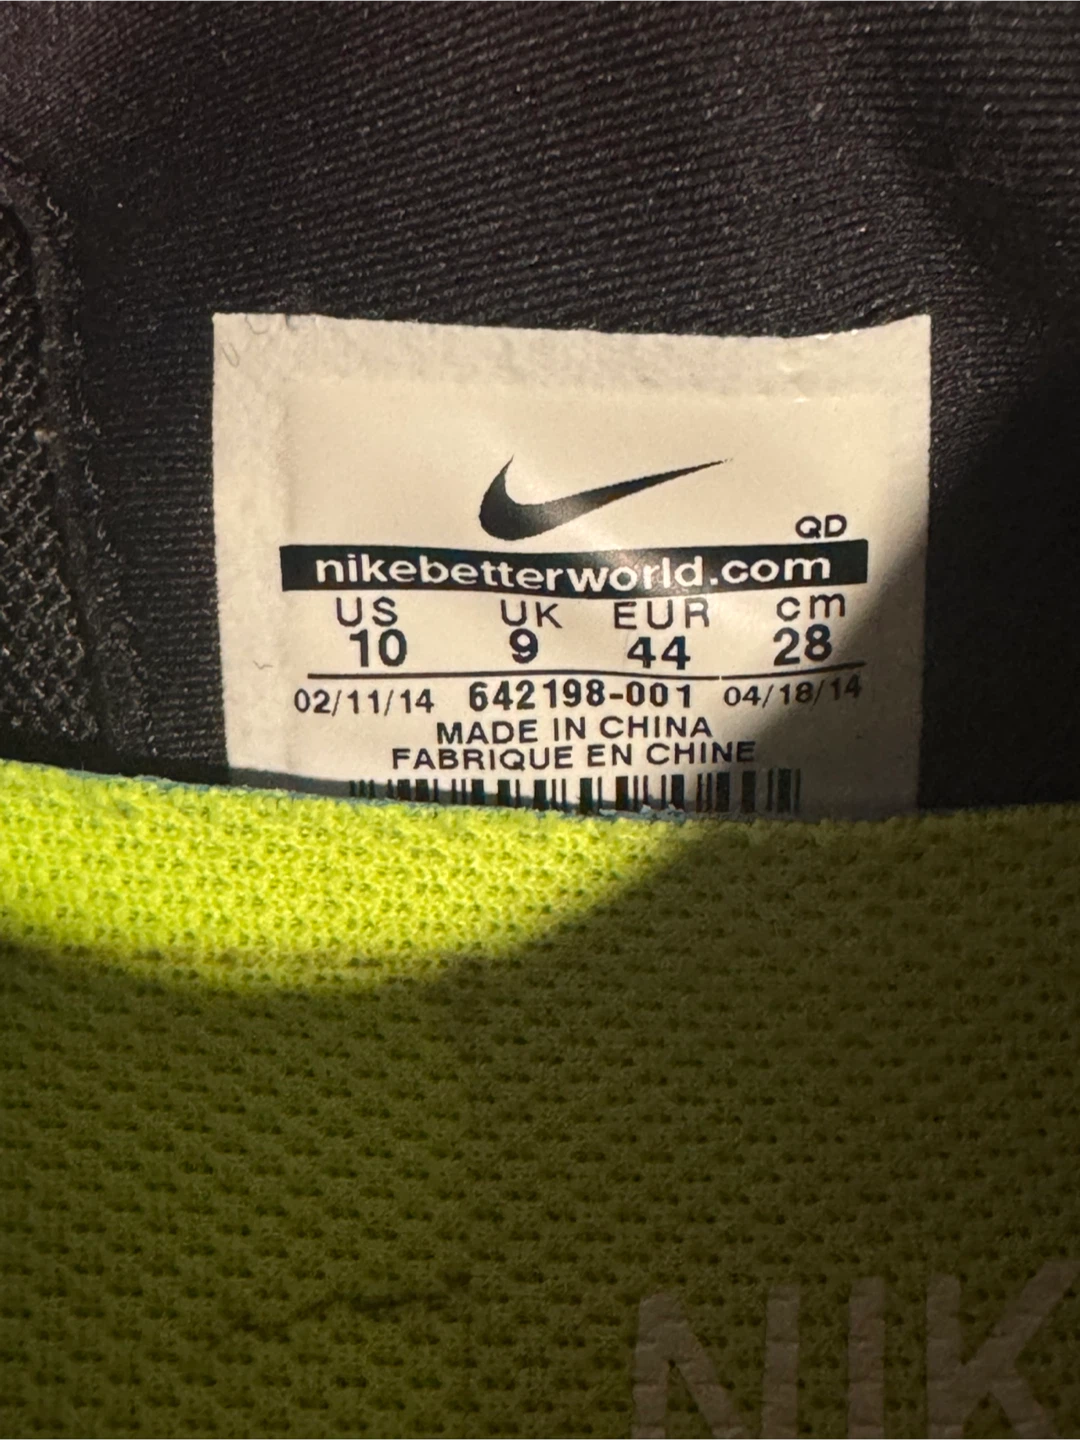 QD
nikebetterworld.com
US UK EUR cm
10 9 44 28
02/11/14 642198-001 04/18/14
MADE IN CHINA
FABRIQUE EN CHINE
NIK